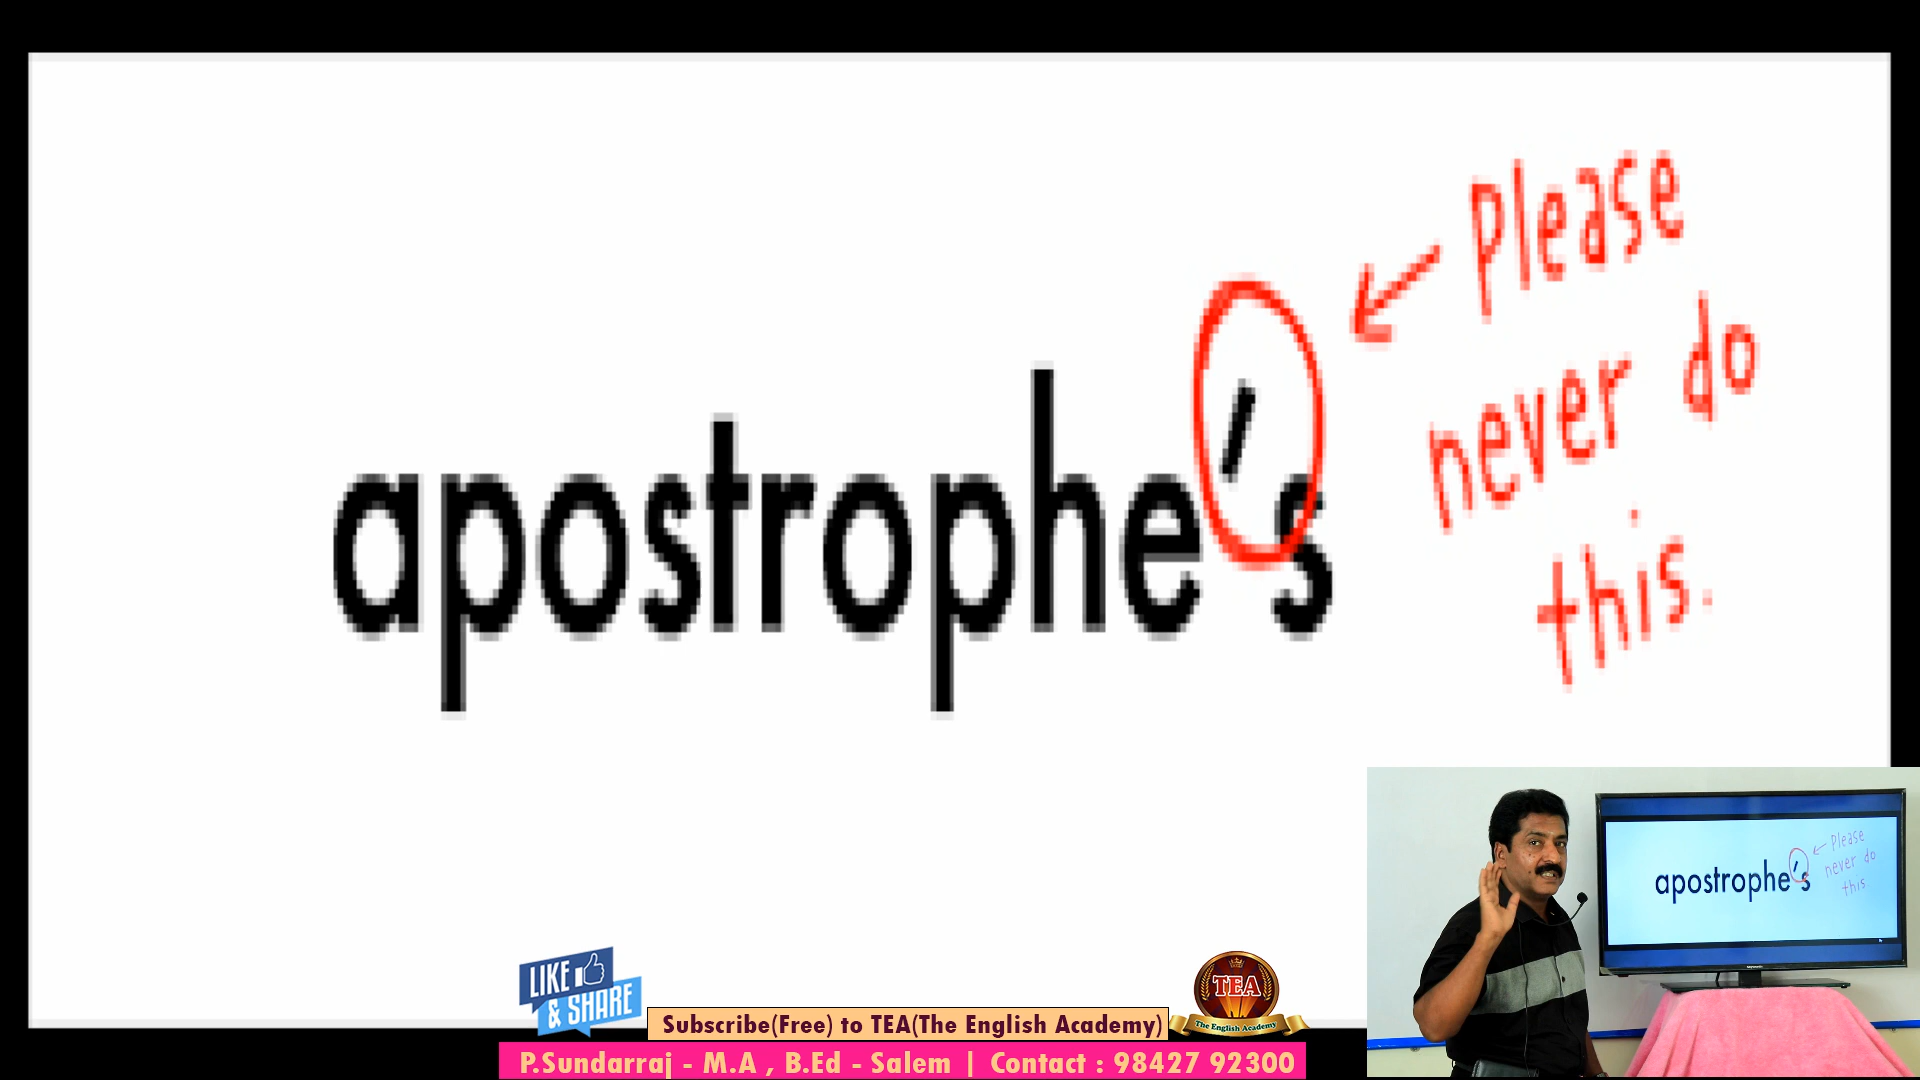 apostrophe's
Please
never do
this.
LIKE
& SHARE
TEA
The English Academy
Subscribe(Free) to TEA(The English Academy)
P.Sundarraj - M.A , B.Ed - Salem | Contact : 98427 92300
apostrophe's
Please
never do
this.